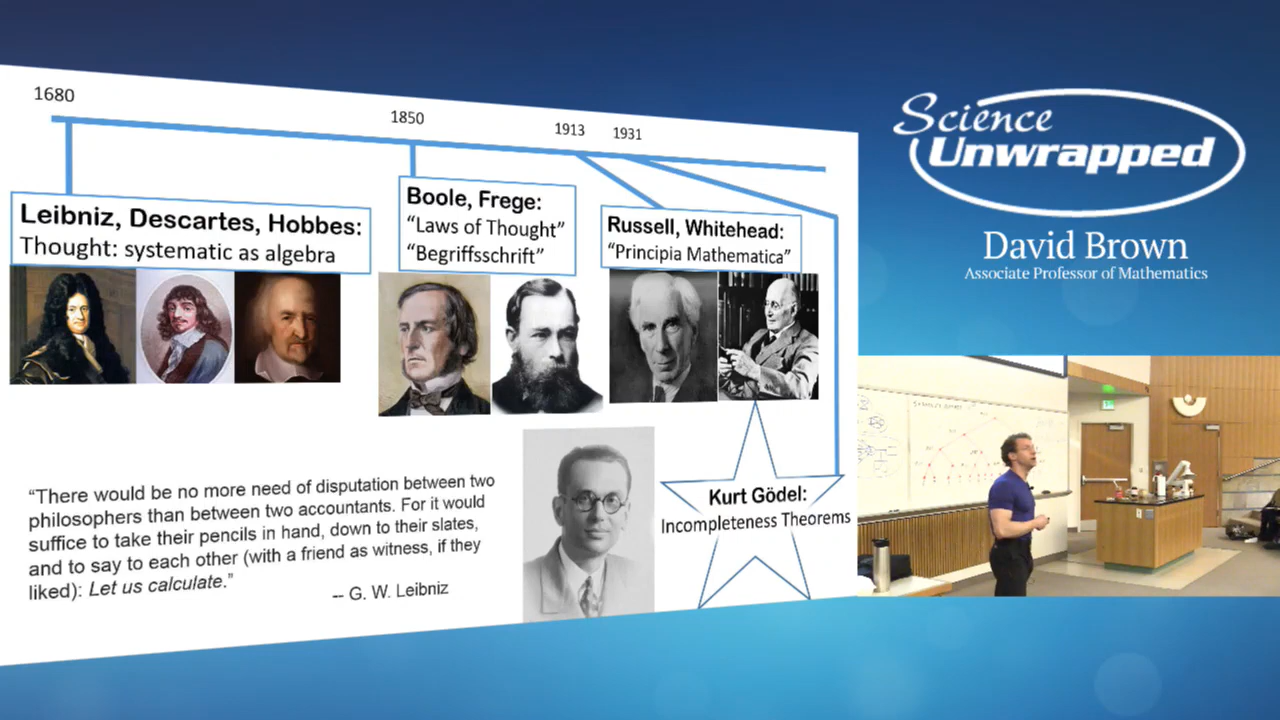 1680
1850
1913
1931
Leibniz, Descartes, Hobbes:
Thought: systematic as algebra
Boole, Frege:
“Laws of Thought”
“Begriffsschrift”
Russell, Whitehead:
“Principia Mathematica”
“There would be no more need of disputation between two
philosophers than between two accountants. For it would
suffice to take their pencils in hand, down to their slates,
and to say to each other (with a friend as witness, if they
liked): Let us calculate.”
-- G. W. Leibniz
Kurt Gödel:
Incompleteness Theorems
Science
Unwrapped
David Brown
Associate Professor of Mathematics